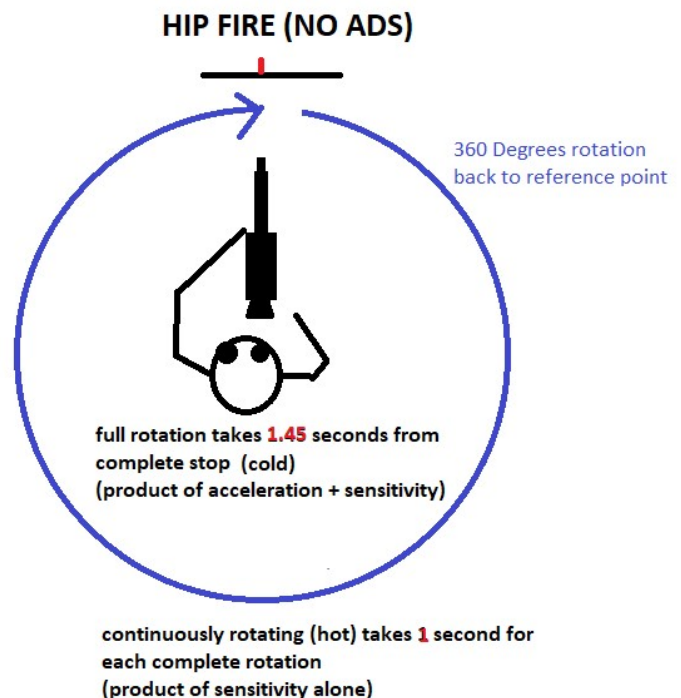 HIP FIRE (NO ADS)
360 Degrees rotation
back to reference point
full rotation takes 1.45 seconds from
complete stop (cold)
(product of acceleration + sensitivity)
continuously rotating (hot) takes 1 second for
each complete rotation
(product of sensitivity alone)